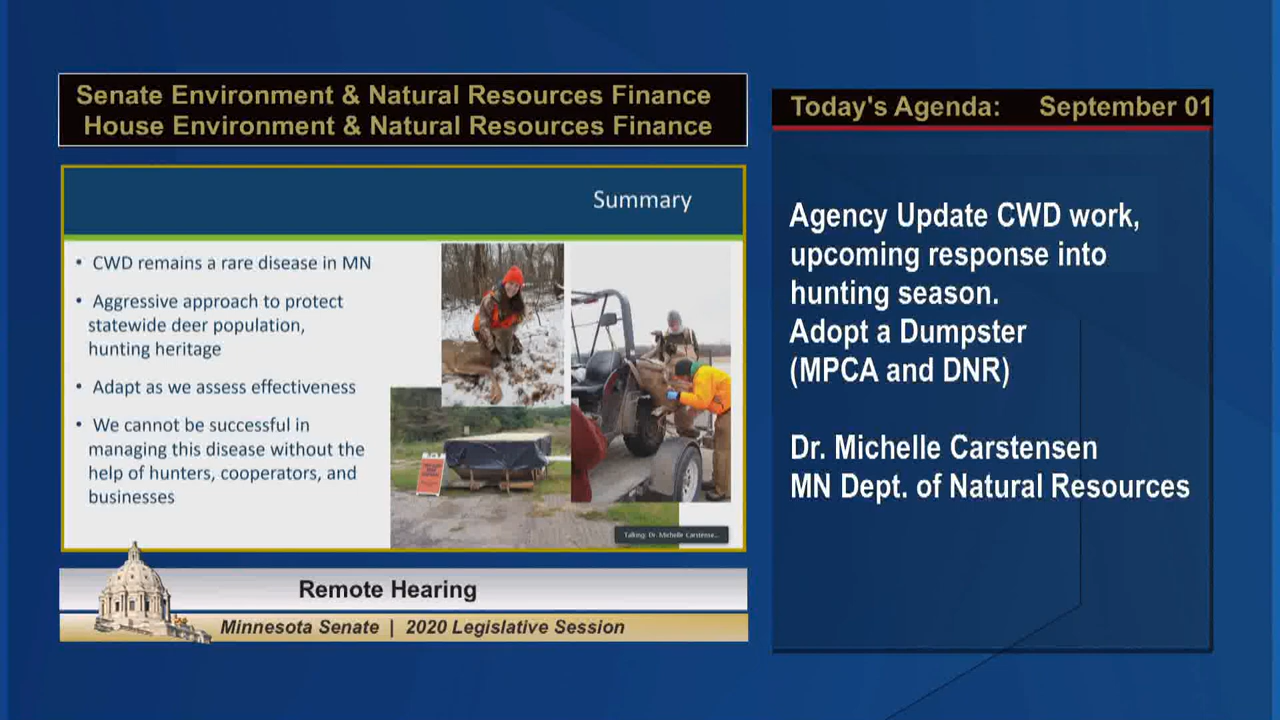 Senate Environment & Natural Resources Finance
House Environment & Natural Resources Finance
Today's Agenda: September 01
Summary
• CWD remains a rare disease in MN
• Aggressive approach to protect
statewide deer population,
hunting heritage
• Adapt as we assess effectiveness
• We cannot be successful in
managing this disease without the
help of hunters, cooperators, and
businesses
Talking: Dr. Michelle Carstense...
Agency Update CWD work,
upcoming response into
hunting season.
Adopt a Dumpster
(MPCA and DNR)
Dr. Michelle Carstensen
MN Dept. of Natural Resources
Remote Hearing
Minnesota Senate | 2020 Legislative Session